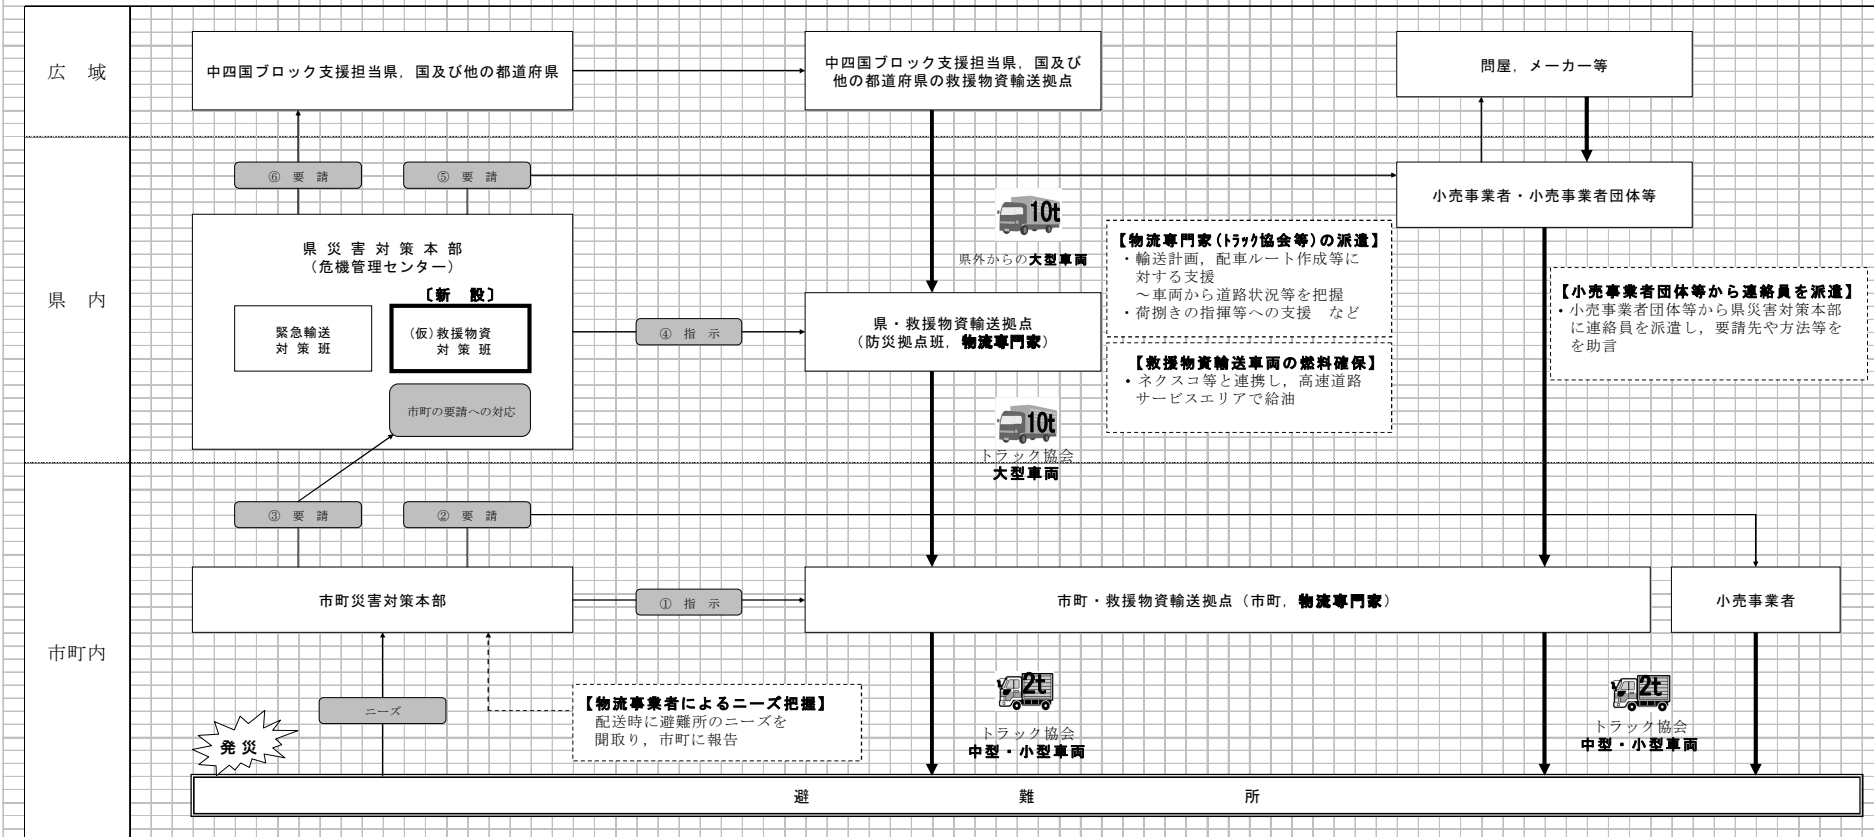 広　域
中四国ブロック支援担当県，国及び他の都道府県
中四国ブロック支援担当県，国及び
他の都道府県の救援物資輸送拠点
問屋，メーカー等
県　内
⑥ 要 請
⑤ 要 請
小売事業者・小売事業者団体等
10t
県外からの大型車両
県 災 害 対 策 本 部
（危機管理センター）
〔新　設〕
緊急輸送
対 策 班
(仮)救援物資
対 策 班
市町の要請への対応
④ 指 示
県・救援物資輸送拠点
（防災拠点班，物流専門家）
【物流専門家(ﾄﾗｯｸ協会等)の派遣】
・輸送計画，配車ルート作成等に
対する支援
～車両から道路状況等を把握
・荷捌きの指揮等への支援　など
【救援物資輸送車両の燃料確保】
・ネクスコ等と連携し，高速道路
サービスエリアで給油
【小売事業者団体等から連絡員を派遣】
・小売事業者団体等から県災害対策本部
に連絡員を派遣し，要請先や方法等を
を助言
10t
トラック協会
大型車両
市町内
③ 要 請
② 要 請
市町災害対策本部
① 指 示
市町・救援物資輸送拠点（市町，物流専門家）
小売事業者
ニーズ
発 災
【物流事業者によるニーズ把握】
配送時に避難所のニーズを
聞取り，市町に報告
2t
トラック協会
中型・小型車両
2t
トラック協会
中型・小型車両
避　難　所